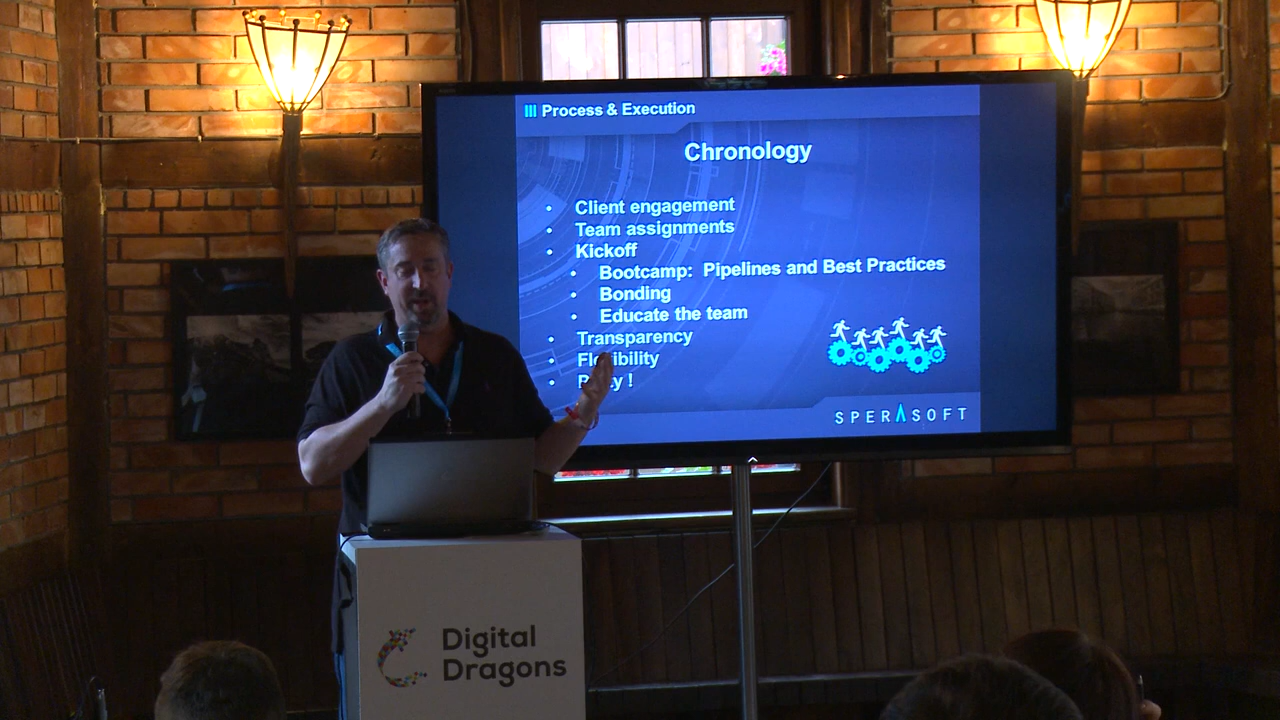 Process & Execution
Chronology
• Client engagement
• Team assignments
• Kickoff
• Bootcamp: Pipelines and Best Practices
• Bonding
• Educate the team
• Transparency
• Flexibility
• !
SPERASOFT
Digital
Dragons